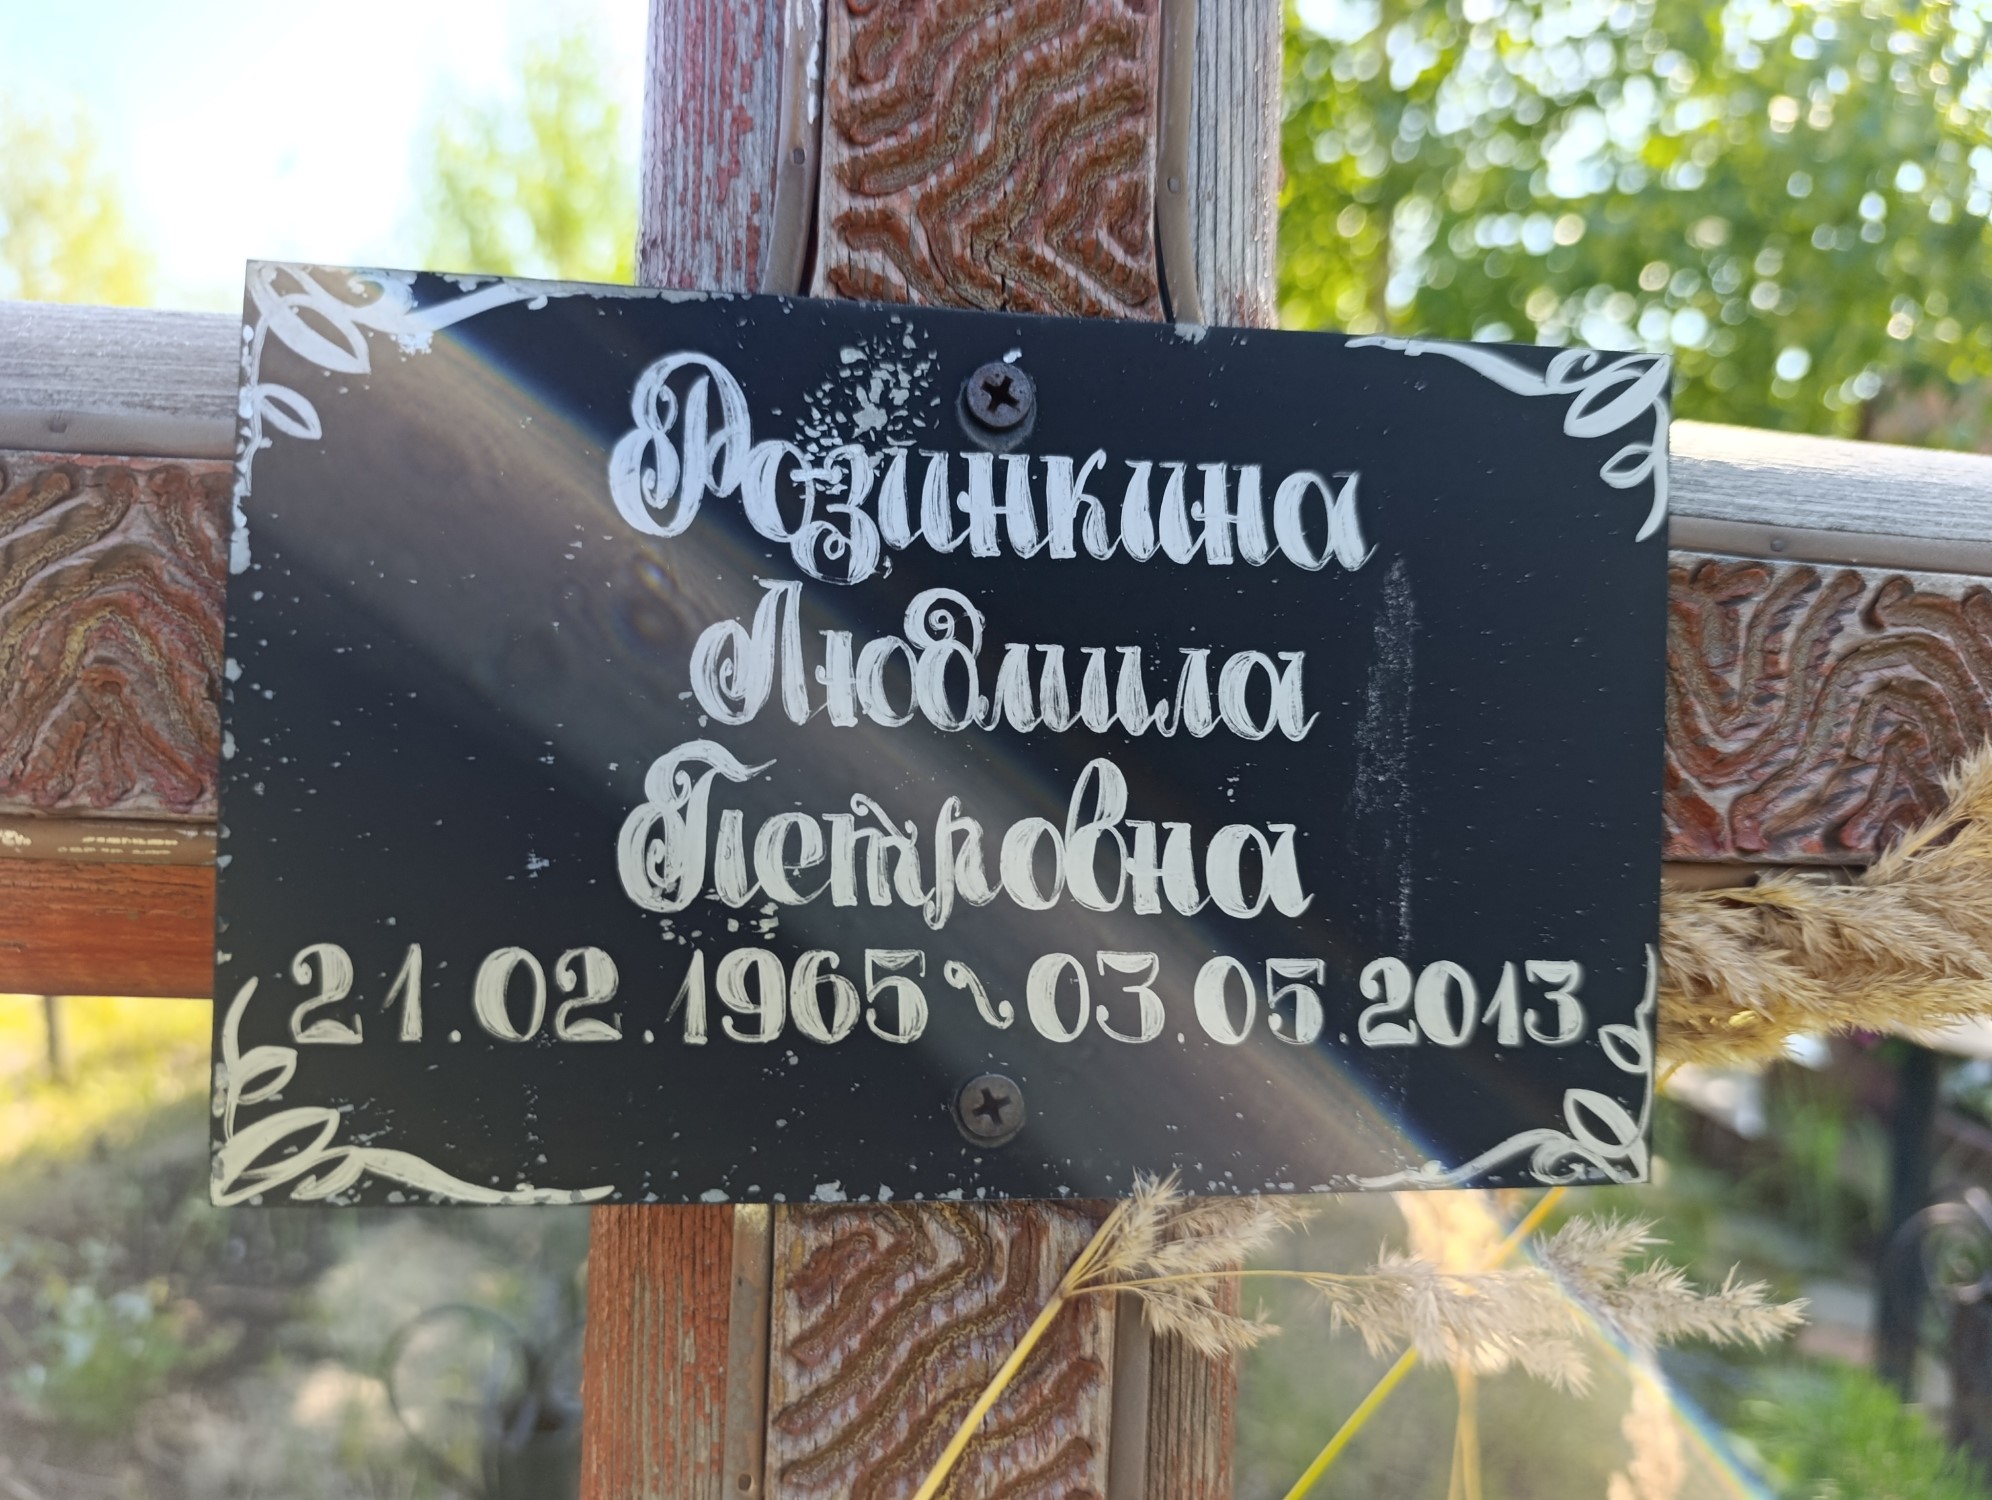 Розинкина
Людмила
Петровна
21.02.1965~03.05.2013